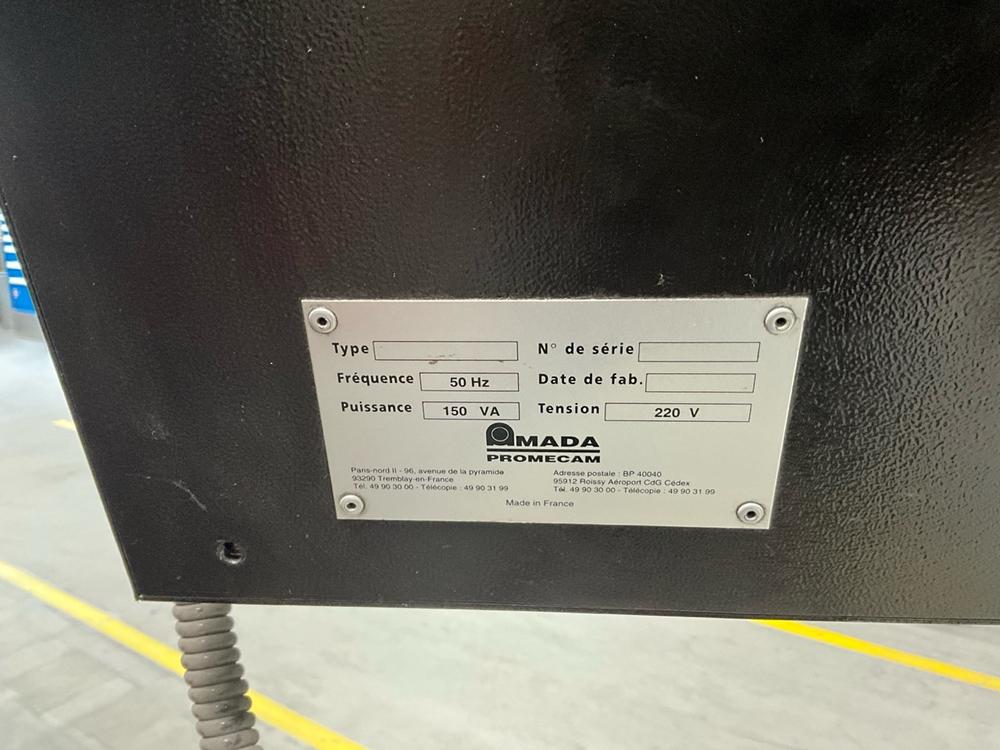 Type N° de série
Fréquence 50 Hz Date de fab.
Puissance 150 VA Tension 220 V
AMADA
PROMECAM
Paris-nord II - 96, avenue de la pyramide
93290 Tremblay-en-France
Tél. 49 90 30 00 - Télécopie : 49 90 31 99
Adresse postale : BP 40040
95912 Roissy Aéroport CdG Cédex
Tél. 49 90 30 00 - Télécopie : 49 90 31 99
Made in France